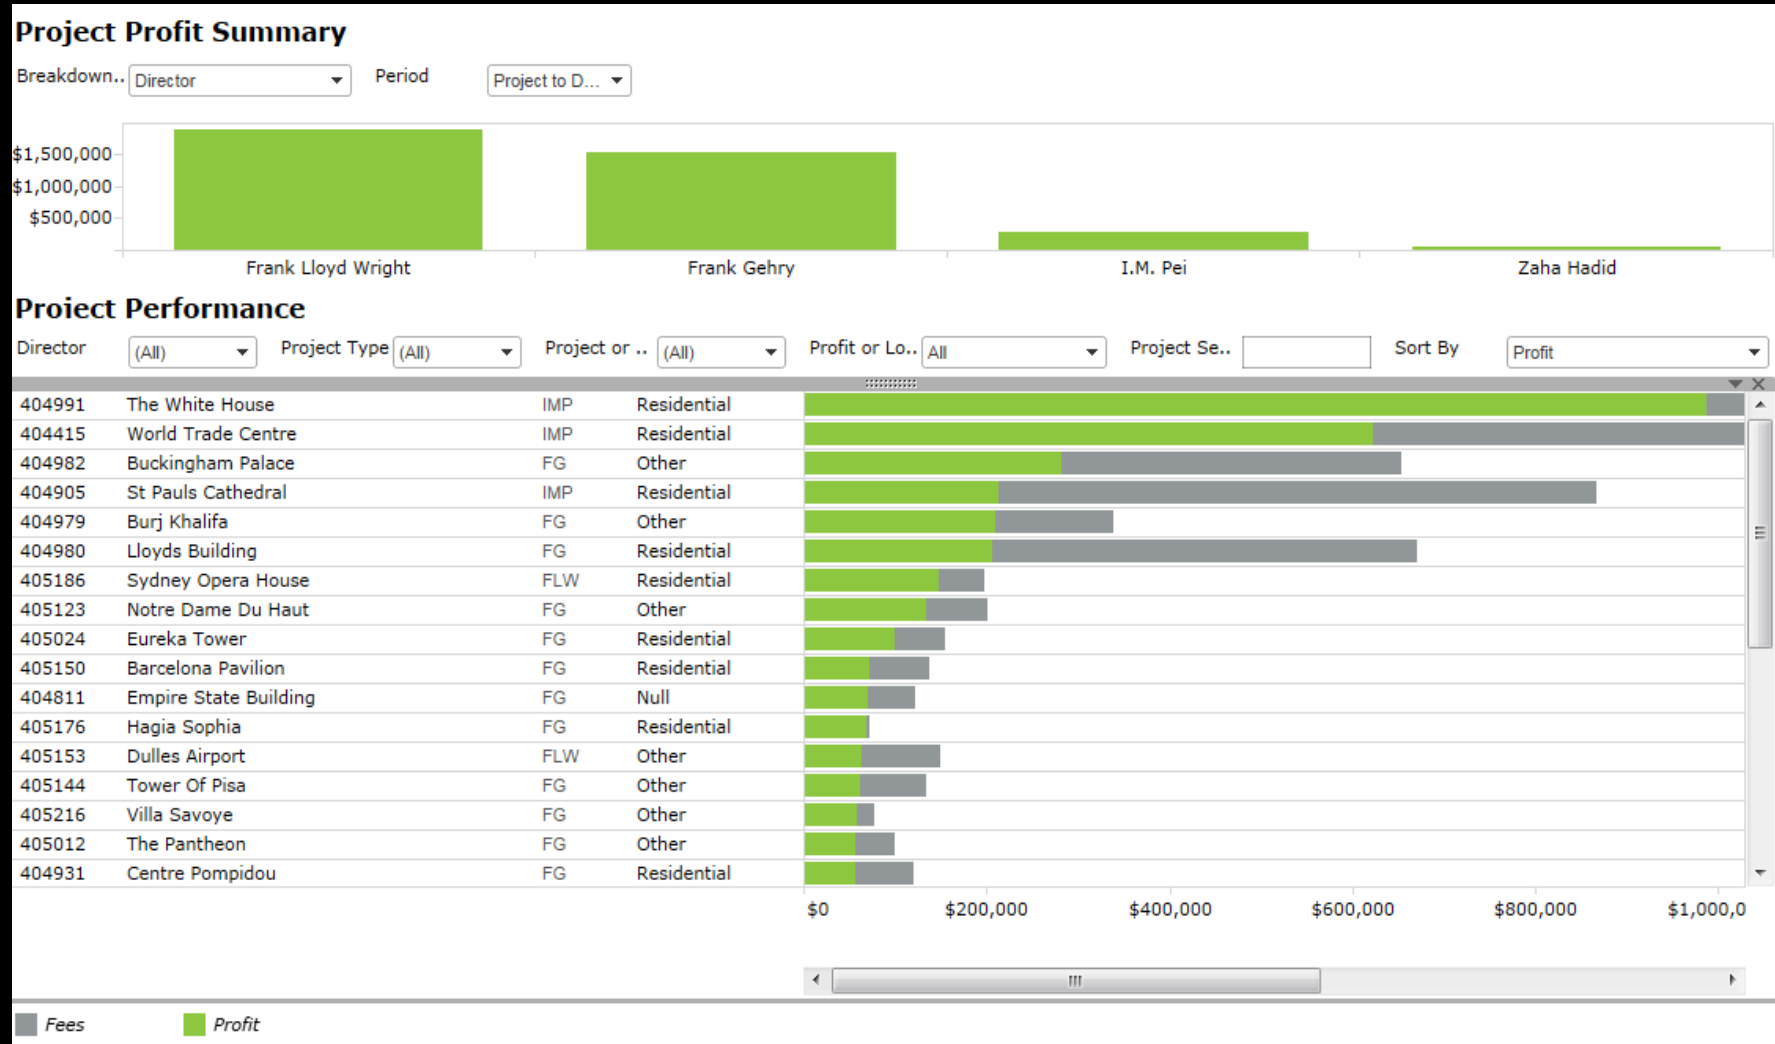 Project Profit Summary
Breakdown.. Director Period Project to D...
$1,500,000
$1,000,000
$500,000
Frank Lloyd Wright Frank Gehry I.M. Pei Zaha Hadid
Project Performance
Director (All) Project Type (All) Project or .. (All) Profit or Lo.. All Project Se.. Sort By Profit
404991 The White House IMP Residential
404415 World Trade Centre IMP Residential
404982 Buckingham Palace FG Other
404905 St Pauls Cathedral IMP Residential
404979 Burj Khalifa FG Other
404980 Lloyds Building FG Residential
405186 Sydney Opera House FLW Residential
405123 Notre Dame Du Haut FG Other
405024 Eureka Tower FG Residential
405150 Barcelona Pavilion FG Residential
404811 Empire State Building FG Null
405176 Hagia Sophia FG Residential
405153 Dulles Airport FLW Other
405144 Tower Of Pisa FG Other
405216 Villa Savoye FG Other
405012 The Pantheon FG Other
404931 Centre Pompidou FG Residential
$0 $200,000 $400,000 $600,000 $800,000 $1,000,0
Fees Profit